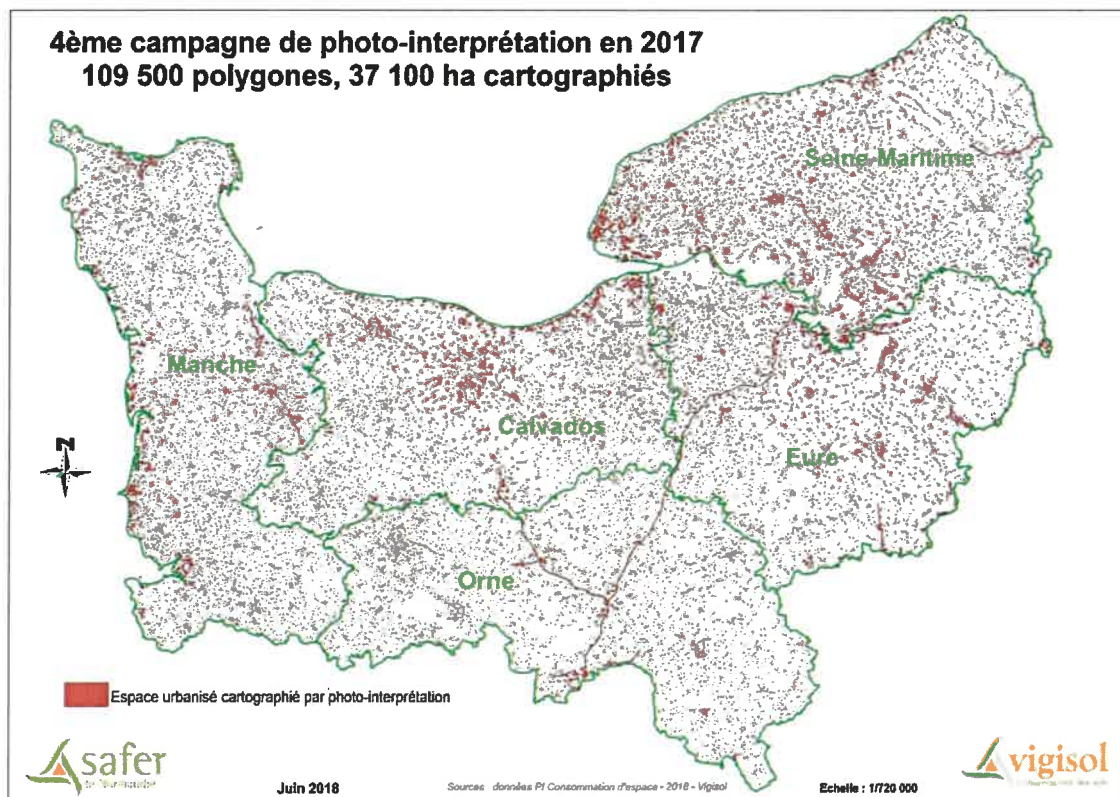 4ème campagne de photo-interprétation en 2017
109 500 polygones, 37 100 ha cartographiés
Seine-Maritime
Manche
Calvados
Eure
Orne
N
Espace urbanisé cartographié par photo-interprétation
safer
de Normandie
Juin 2018
Sources : données PI Consommation d'espace - 2018 - Vigisol
Echelle : 1/720 000
vigisol